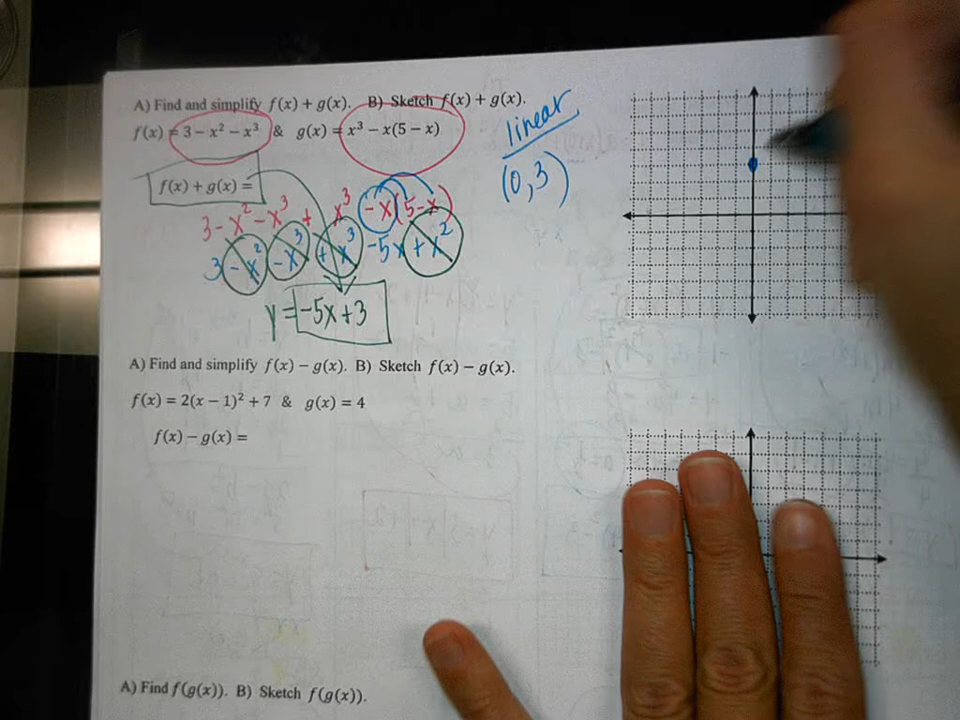 A) Find and simplify f(x) + g(x). B) Sketch f(x) + g(x).
f(x) = 3 − x² − x³ & g(x) = x³ − x(5 − x)
linear
(0, 3)
f(x) + g(x) =
3 - x² - x³ + x³ - x(5 - x)
3 - x² - x³ + x³ - 5x + x²
y = -5x + 3
A) Find and simplify f(x) − g(x). B) Sketch f(x) − g(x).
f(x) = 2(x − 1)² + 7 & g(x) = 4
f(x) − g(x) =
A) Find f(g(x)). B) Sketch f(g(x)).